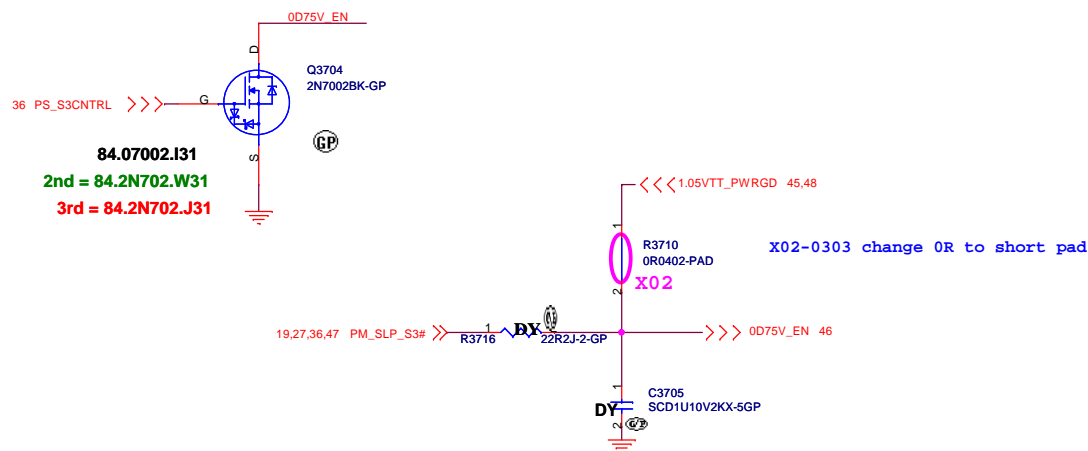 0D75V_EN
D
Q3704
2N7002BK-GP
36 PS_S3CNTRL
G
S
GP
84.07002.I31
2nd = 84.2N702.W31
3rd = 84.2N702.J31
1.05VTT_PWRGD 45,48
1
R3710
0R0402-PAD
X02-0303 change 0R to short pad
X02
2
19,27,36,47 PM_SLP_S3#
1
R3716
DY
22R2J-2-GP
0D75V_EN 46
1
C3705
SCD1U10V2KX-5GP
DY
2
GP